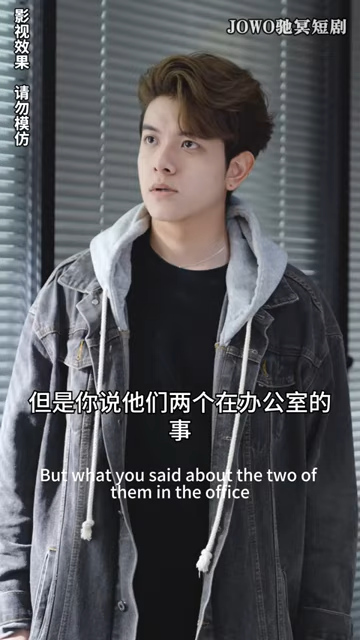 影视效果 请勿模仿
JOWO驰冥短剧
但是你说他们两个在办公室的
事
But what you said about the two of
them in the office